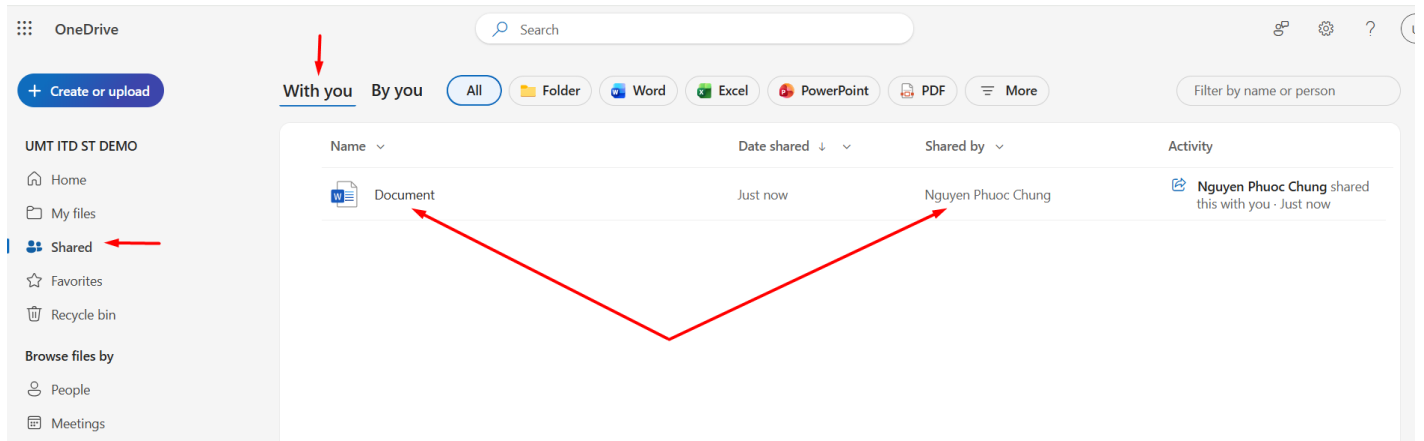 OneDrive
Search
Create or upload
With you By you All Folder Word Excel PowerPoint PDF More
Filter by name or person
UMT ITD ST DEMO
Home
My files
Shared
Favorites
Recycle bin
Browse files by
People
Meetings
Name Date shared Shared by Activity
Document Just now Nguyen Phuoc Chung
Nguyen Phuoc Chung shared
this with you · Just now